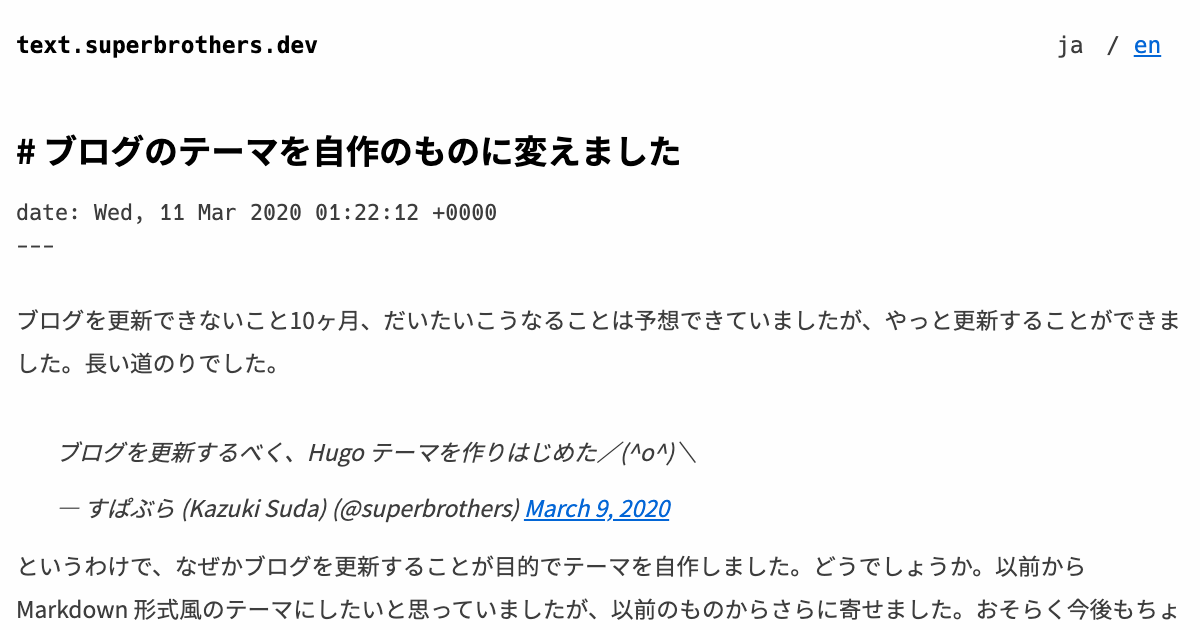 text.superbrothers.dev
ja / en
# ブログのテーマを自作のものに変えました
date: Wed, 11 Mar 2020 01:22:12 +0000
---
ブログを更新できないこと10ヶ月、だいたいこうなることは予想できていましたが、やっと更新することができま
した。長い道のりでした。
ブログを更新するべく、Hugo テーマを作りはじめた／(^o^)＼
— すぱぶら (Kazuki Suda) (@superbrothers) March 9, 2020
というわけで、なぜかブログを更新することが目的でテーマを自作しました。どうでしょうか。以前から
Markdown 形式風のテーマにしたいと思っていましたが、以前のものからさらに寄せました。おそらく今後もちょ